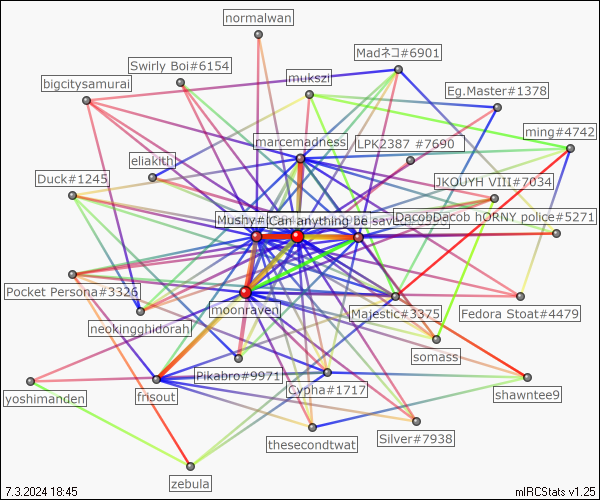 normalwan
Madネコ#6901
Swirly Boi#6154
mukszi
bigcitysamurai
Eg.Master#1378
ming#4742
marcemadness
LPK2387 #7690
eliakith
Duck#1245
JKOUYH VIII#7034
Mushy#
Can anything be save
DacobDacob hORNY police#5271
Pocket Persona#3326
moonraven
Majestic#3375
Fedora Stoat#4479
neokingghidorah
somass
Pikabro#9971
Cypha#1717
yoshimanden
frisout
shawntee9
thesecondtwat
Silver#7938
zebula
7.3.2024 18:45
mIRCStats v1.25